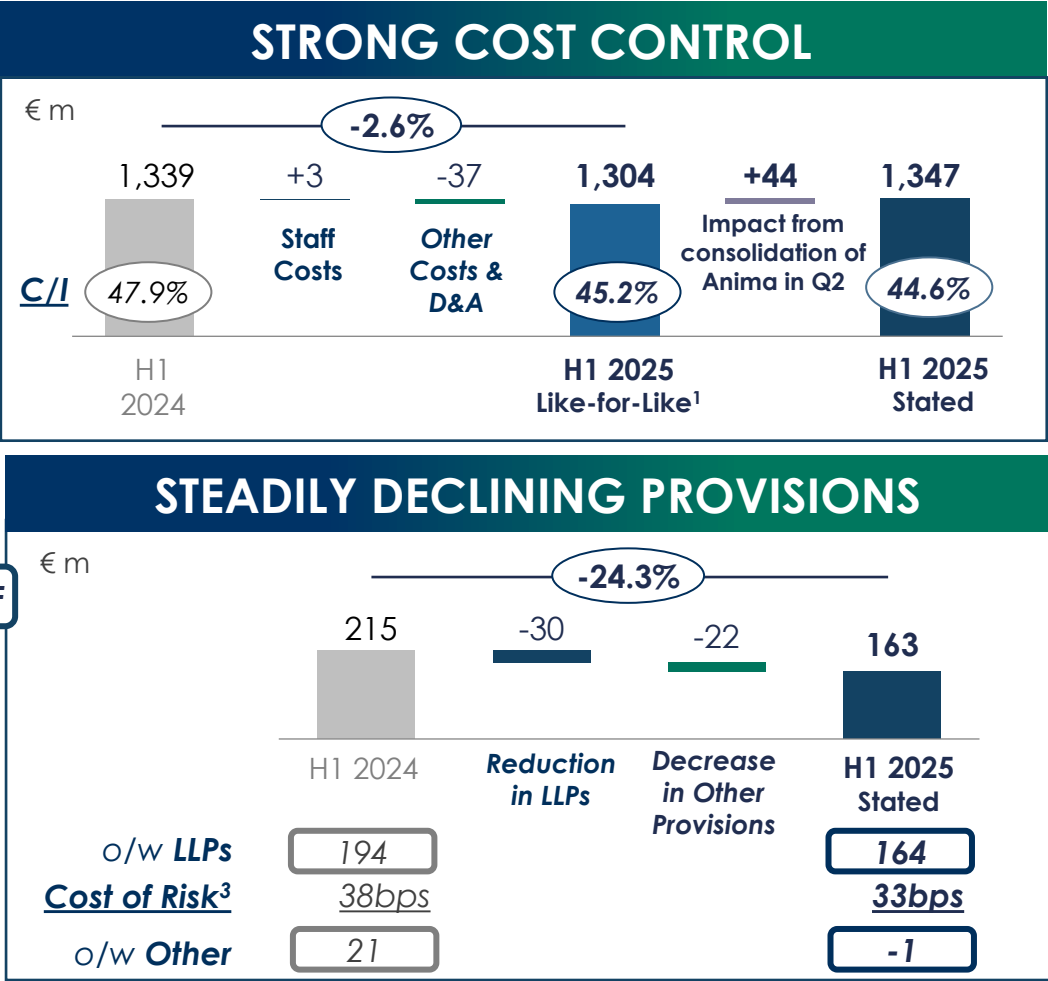 STRONG COST CONTROL
€ m
-2.6%
1,339
+3
-37
1,304
+44
1,347
Staff
Costs
Other
Costs &
D&A
Impact from
consolidation of
Anima in Q2
C/I
47.9%
45.2%
44.6%
H1
2024
H1 2025
Like-for-Like¹
H1 2025
Stated
STEADILY DECLINING PROVISIONS
€ m
-24.3%
215
-30
-22
163
H1 2024
Reduction
in LLPs
Decrease
in Other
Provisions
H1 2025
Stated
o/w LLPs
194
164
Cost of Risk³
38bps
33bps
o/w Other
21
-1